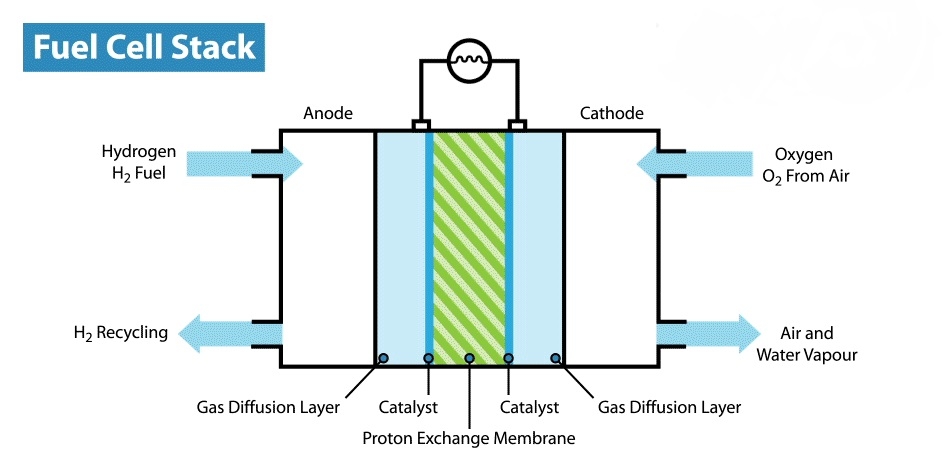 Fuel Cell Stack
Anode
Cathode
Hydrogen
H₂ Fuel
Oxygen
O₂ From Air
H₂ Recycling
Air and
Water Vapour
Gas Diffusion Layer
Catalyst
Catalyst
Gas Diffusion Layer
Proton Exchange Membrane